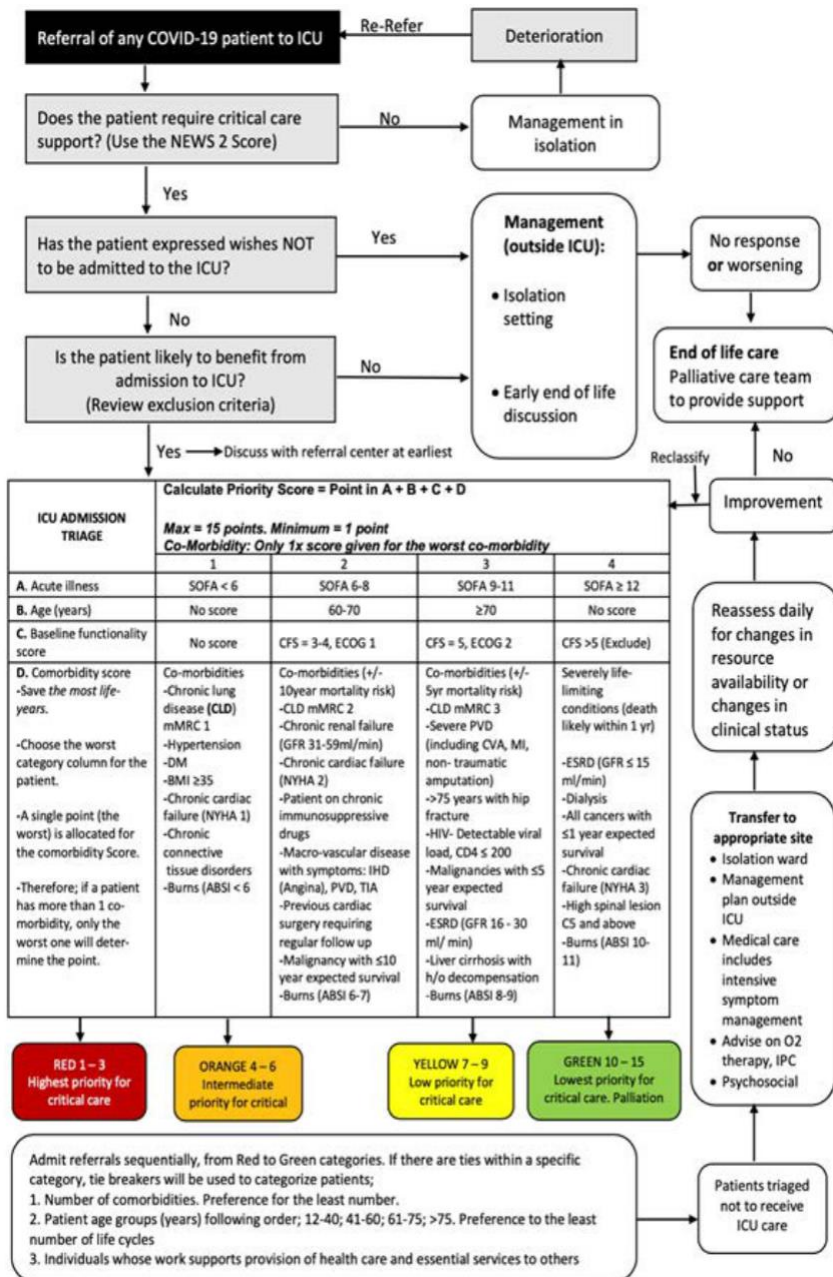 Referral of any COVID-19 patient to ICU
Re-Refer
Deterioration
Does the patient require critical care
support? (Use the NEWS 2 Score)
No
Management in
isolation
Yes
Has the patient expressed wishes NOT
to be admitted to the ICU?
Yes
Management
(outside ICU):
• Isolation
setting
• Early end of life
discussion
No response
or worsening
No
Is the patient likely to benefit from
admission to ICU?
(Review exclusion criteria)
No
End of life care
Palliative care team
to provide support
Yes
Discuss with referral center at earliest
Reclassify
No
Improvement
ICU ADMISSION
TRIAGE
Calculate Priority Score = Point in A + B + C + D
Max = 15 points. Minimum = 1 point
Co-Morbidity: Only 1x score given for the worst co-morbidity
1
2
3
4
A. Acute illness
SOFA < 6
SOFA 6-8
SOFA 9-11
SOFA ≥ 12
B. Age (years)
No score
60-70
≥70
No score
C. Baseline functionality
score
No score
CFS = 3-4, ECOG 1
CFS = 5, ECOG 2
CFS >5 (Exclude)
D. Comorbidity score
-Save the most life-
years.
-Choose the worst
category column for the
patient.
-A single point (the
worst) is allocated for
the comorbidity Score.
-Therefore; if a patient
has more than 1 co-
morbidity, only the
worst one will deter-
mine the point.
Co-morbidities
-Chronic lung
disease (CLD)
mMRC 1
-Hypertension
-DM
-BMI ≥35
-Chronic cardiac
failure (NYHA 1)
-Chronic
connective
tissue disorders
-Burns (ABSI < 6
Co-morbidities (+/-
10year mortality risk)
-CLD mMRC 2
-Chronic renal failure
(GFR 31-59ml/min)
-Chronic cardiac failure
(NYHA 2)
-Patient on chronic
immunosuppressive
drugs
-Macro-vascular disease
with symptoms: IHD
(Angina), PVD, TIA
-Previous cardiac
surgery requiring
regular follow up
-Malignancy with ≤10
year expected survival
-Burns (ABSI 6-7)
Co-morbidities (+/-
5yr mortality risk)
-CLD mMRC 3
-Severe PVD
(including CVA, MI,
non- traumatic
amputation)
->75 years with hip
fracture
-HIV- Detectable viral
load, CD4 ≤ 200
-Malignancies with ≤5
year expected
survival
-ESRD (GFR 16 - 30
ml/ min)
-Liver cirrhosis with
h/o decompensation
-Burns (ABSI 8-9)
Severely life-
limiting
conditions (death
likely within 1 yr)
-ESRD (GFR ≤ 15
ml/min)
-Dialysis
-All cancers with
≤1 year expected
survival
-Chronic cardiac
failure (NYHA 3)
-High spinal lesion
C5 and above
-Burns (ABSI 10-
11)
Reassess daily
for changes in
resource
availability or
changes in
clinical status
Transfer to
appropriate site
• Isolation ward
• Management
plan outside
ICU
• Medical care
includes
intensive
symptom
management
• Advise on O2
therapy, IPC
• Psychosocial
RED 1 – 3
Highest priority for
critical care
ORANGE 4 – 6
Intermediate
priority for critical
YELLOW 7 – 9
Low priority for
critical care
GREEN 10 – 15
Lowest priority for
critical care. Palliation
Admit referrals sequentially, from Red to Green categories. If there are ties within a specific
category, tie breakers will be used to categorize patients;
1. Number of comorbidities. Preference for the least number.
2. Patient age groups (years) following order; 12-40; 41-60; 61-75; >75. Preference to the least
number of life cycles
3. Individuals whose work supports provision of health care and essential services to others
Patients triaged
not to receive
ICU care